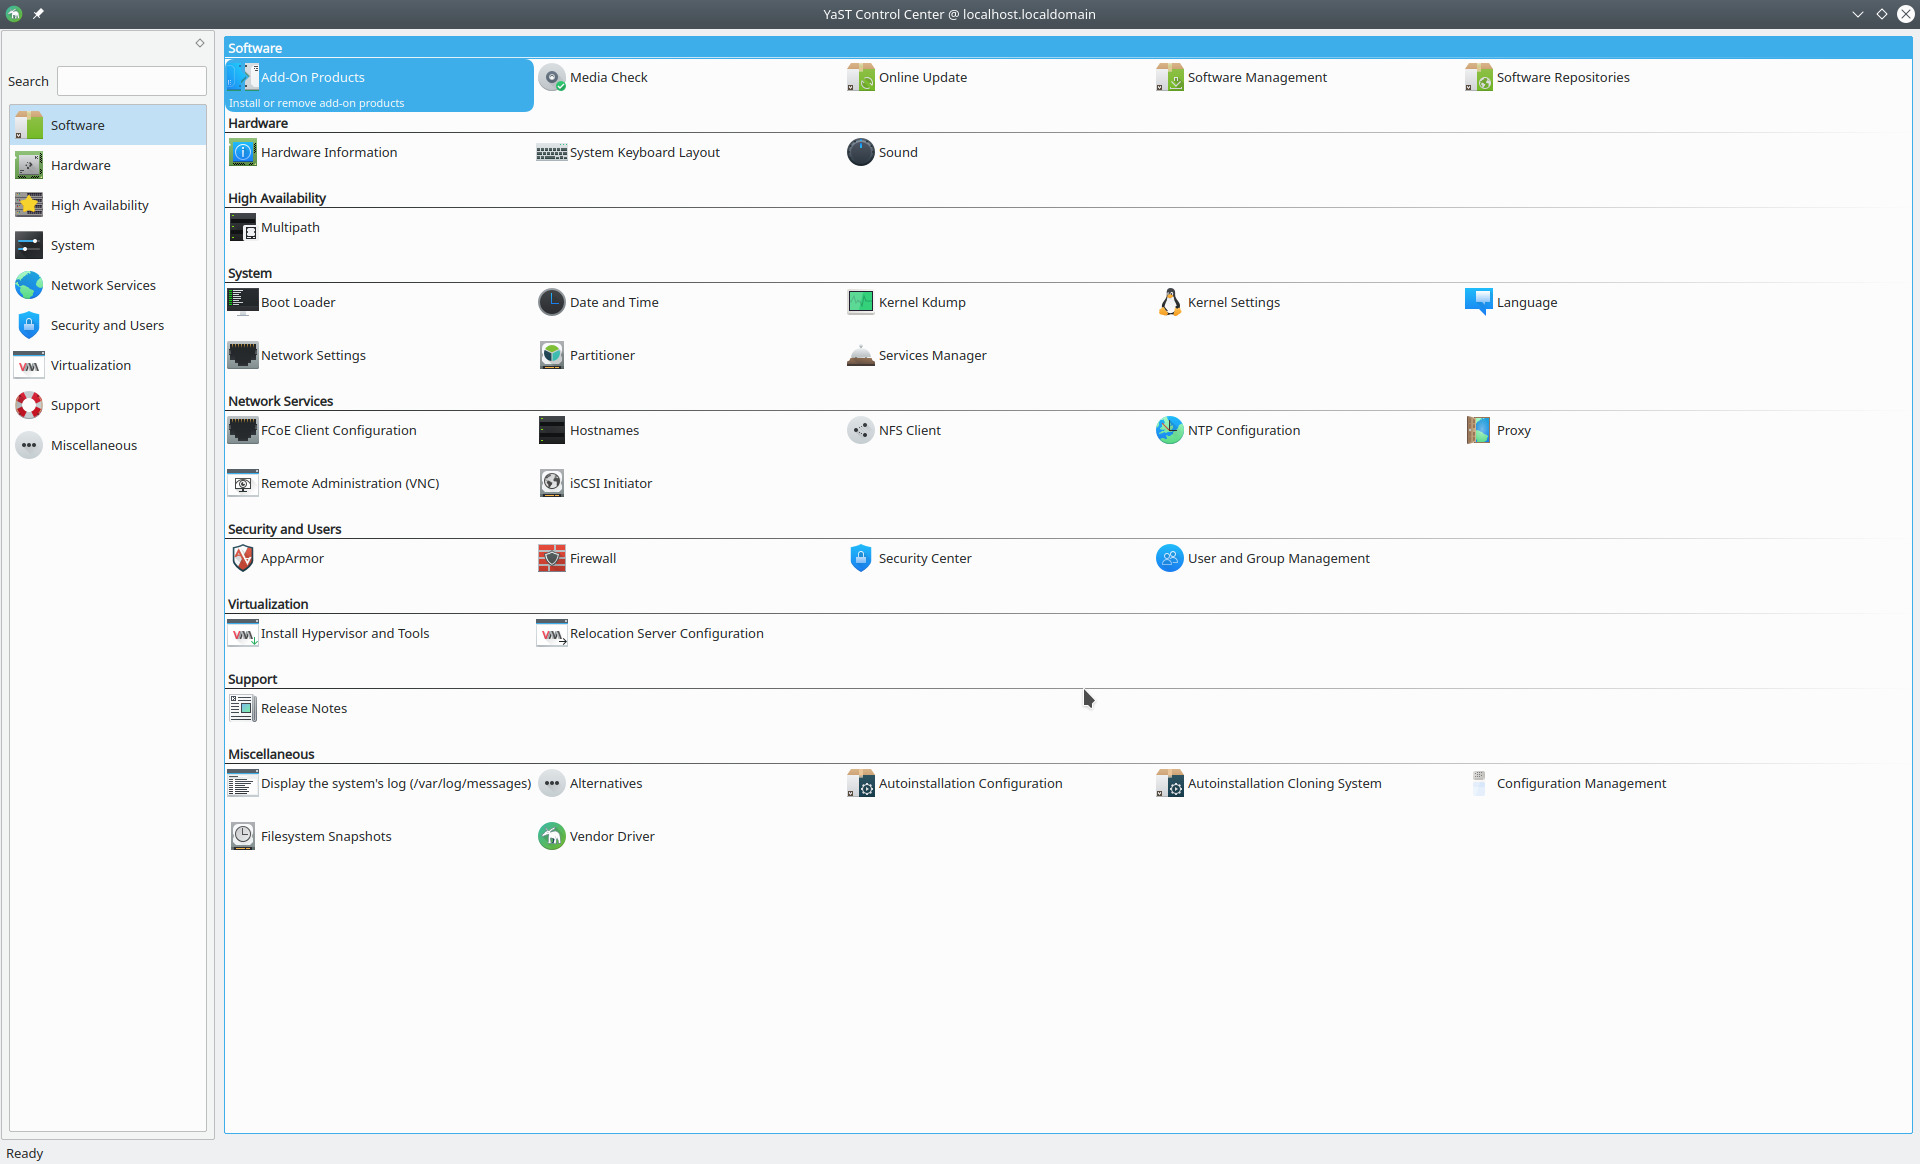 YaST Control Center @ localhost.localdomain
Search
Software
Hardware
High Availability
System
Network Services
Security and Users
Virtualization
Support
Miscellaneous
Software
Add-On Products
Install or remove add-on products
Media Check
Online Update
Software Management
Software Repositories
Hardware
Hardware Information
System Keyboard Layout
Sound
High Availability
Multipath
System
Boot Loader
Date and Time
Kernel Kdump
Kernel Settings
Language
Network Settings
Partitioner
Services Manager
Network Services
FCoE Client Configuration
Hostnames
NFS Client
NTP Configuration
Proxy
Remote Administration (VNC)
iSCSI Initiator
Security and Users
AppArmor
Firewall
Security Center
User and Group Management
Virtualization
Install Hypervisor and Tools
Relocation Server Configuration
Support
Release Notes
Miscellaneous
Display the system's log (/var/log/messages)
Alternatives
Autoinstallation Configuration
Autoinstallation Cloning System
Configuration Management
Filesystem Snapshots
Vendor Driver
Ready